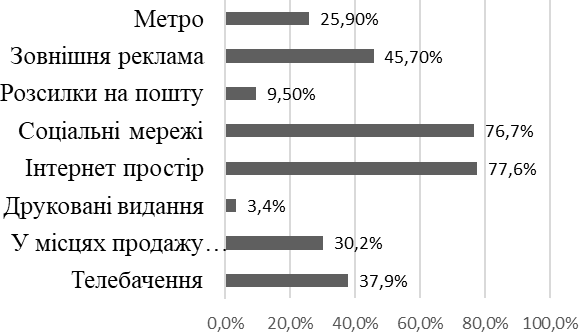 Метро 25,90%
Зовнішня реклама 45,70%
Розсилки на пошту 9,50%
Соціальні мережі 76,7%
Інтернет простір 77,6%
Друковані видання 3,4%
У місцях продажу… 30,2%
Телебачення 37,9%
0,0% 20,0% 40,0% 60,0% 80,0% 100,0%